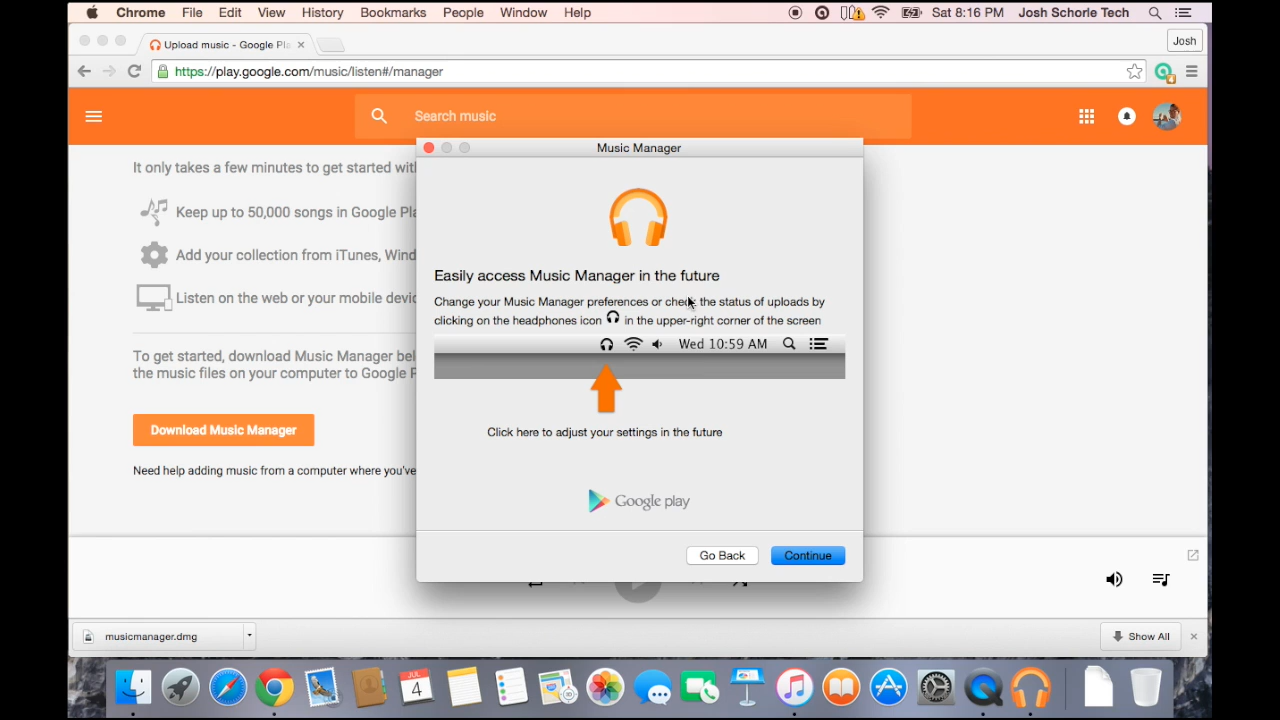 Chrome File Edit View History Bookmarks People Window Help Sat 8:16 PM Josh Schorle Tech
Upload music - Google Pla Josh
https://play.google.com/music/listen#/manager
Search music
Music Manager
It only takes a few minutes to get started wit
Keep up to 50,000 songs in Google Pla
Add your collection from iTunes, Wind
Listen on the web or your mobile devic
To get started, download Music Manager bel
the music files on your computer to Google P
Download Music Manager
Need help adding music from a computer where you've
Easily access Music Manager in the future
Change your Music Manager preferences or check the status of uploads by
clicking on the headphones icon in the upper-right corner of the screen
Wed 10:59 AM
Click here to adjust your settings in the future
Google play
Go Back Continue
musicmanager.dmg Show All
JUL
4